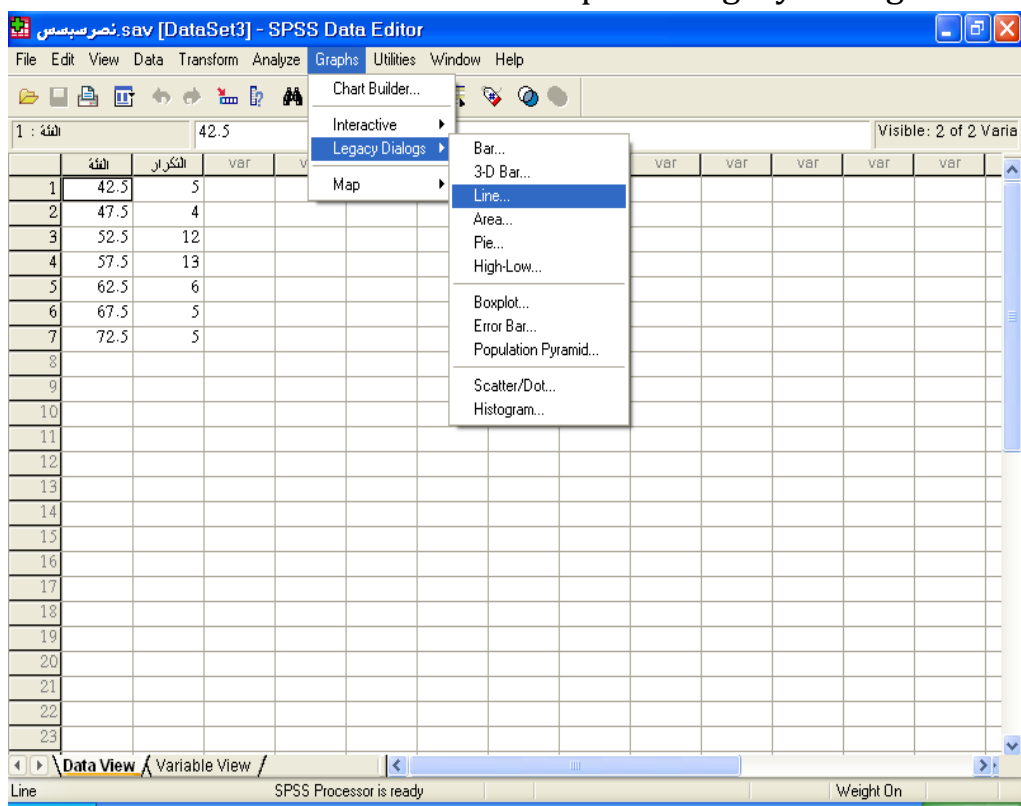 نصرسبسس.sav [DataSet3] - SPSS Data Editor
File Edit View Data Transform Analyze Graphs Utilities Window Help
Chart Builder...
Interactive
Legacy Dialogs
Map
Bar...
3-D Bar...
Line...
Area...
Pie...
High-Low...
Boxplot...
Error Bar...
Population Pyramid...
Scatter/Dot...
Histogram...
1 : الفئة 42.5 Visible: 2 of 2 Varia
الفئة التكرار var v var var var var
1 42.5 5
2 47.5 4
3 52.5 12
4 57.5 13
5 62.5 6
6 67.5 5
7 72.5 5
8
9
10
11
12
13
14
15
16
17
18
19
20
21
22
23
Data View Variable View
Line SPSS Processor is ready Weight On